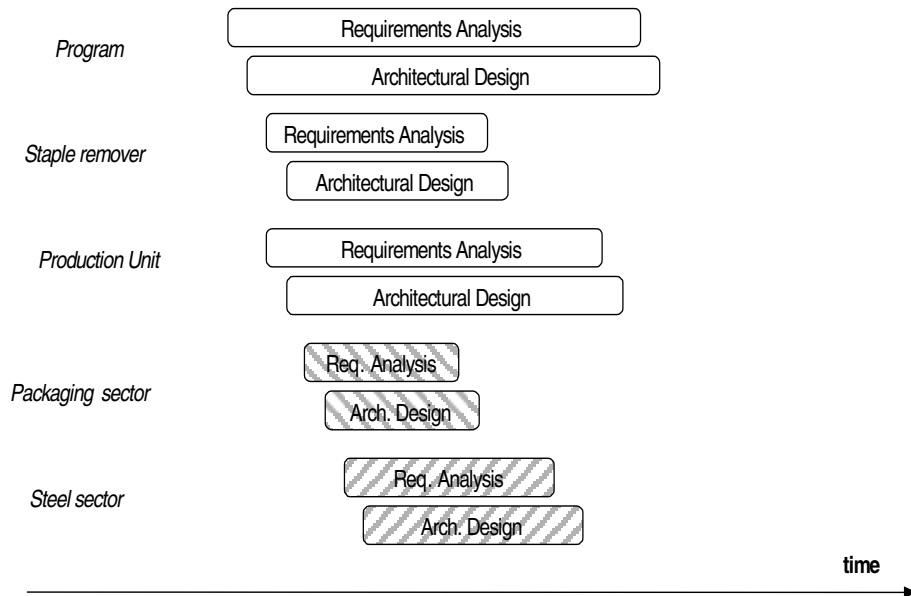 Requirements Analysis
Program
Architectural Design
Requirements Analysis
Staple remover
Architectural Design
Requirements Analysis
Production Unit
Architectural Design
Req. Analysis
Packaging sector
Arch. Design
Req. Analysis
Steel sector
Arch. Design
time